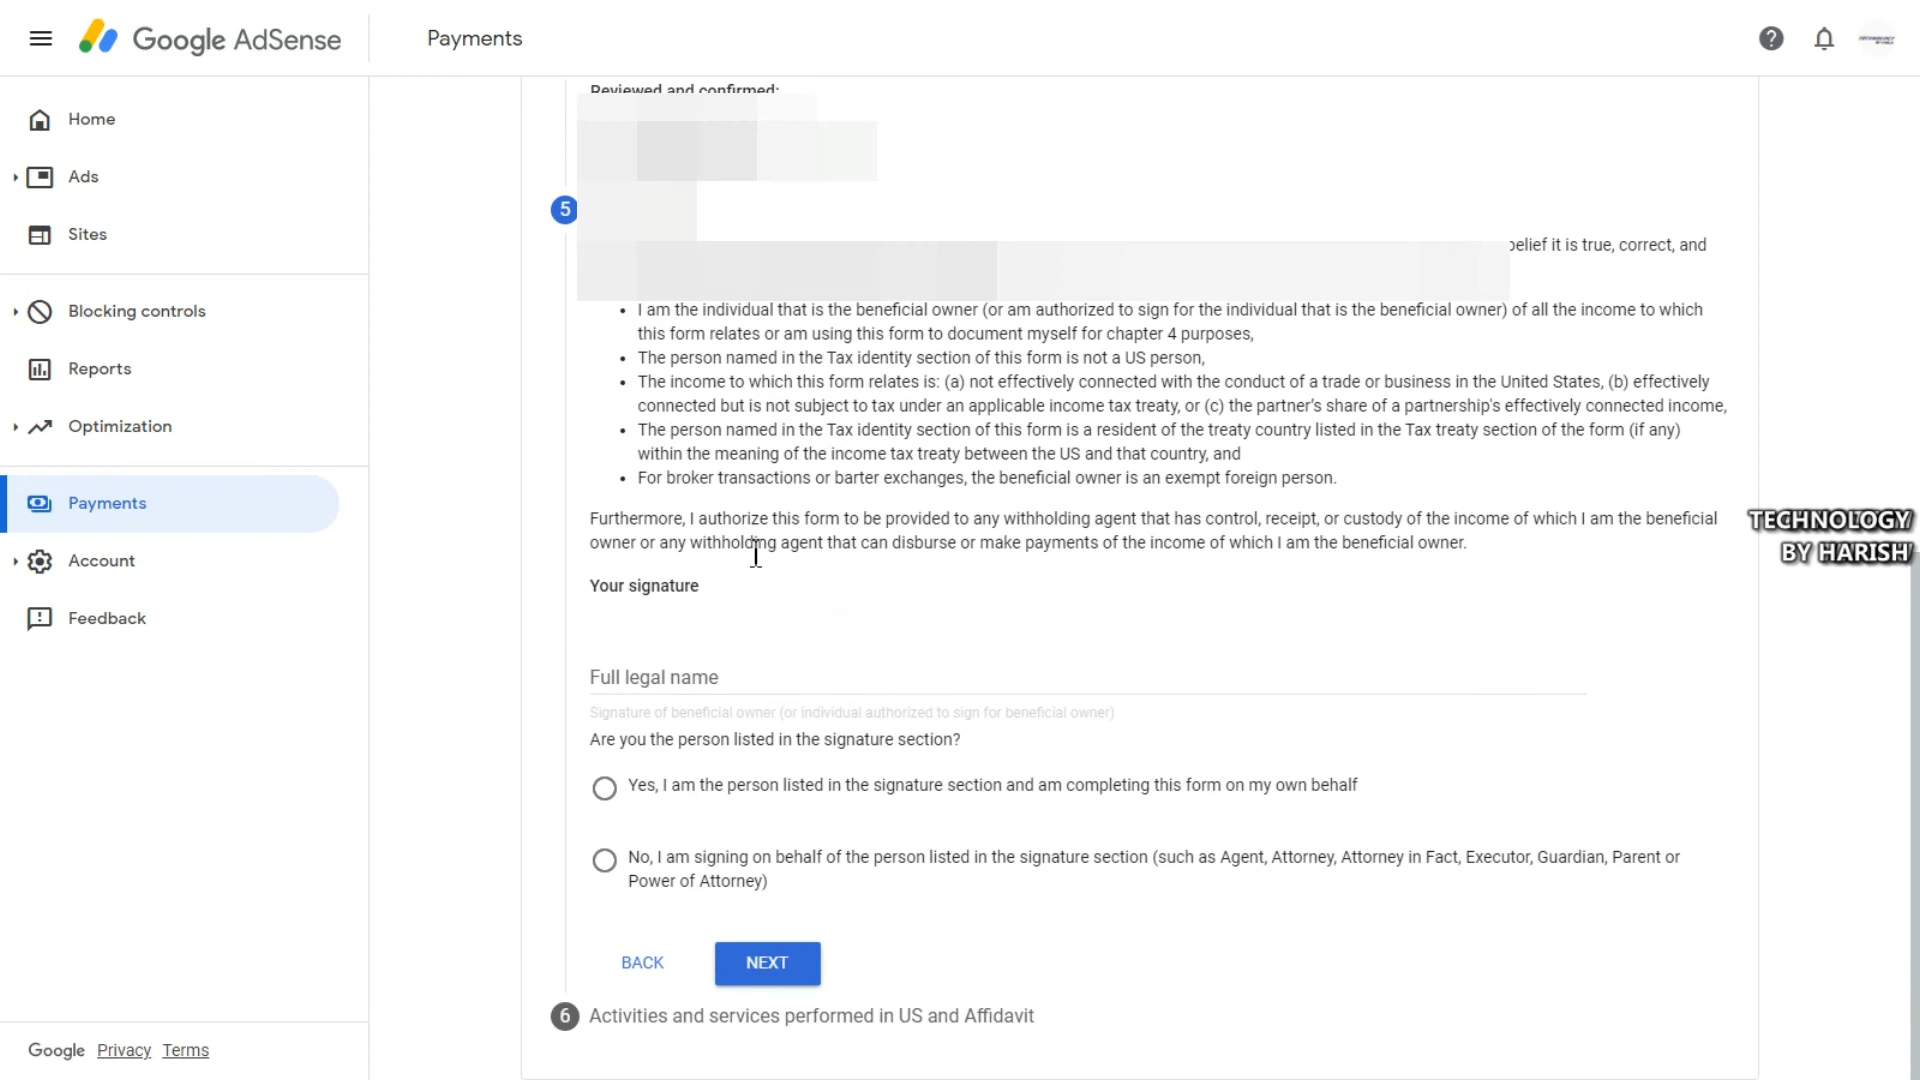 Google AdSense
Payments
Home
Ads
Sites
Blocking controls
Reports
Optimization
Payments
Account
Feedback
Google Privacy Terms
Reviewed and confirmed:
5
belief it is true, correct, and
I am the individual that is the beneficial owner (or am authorized to sign for the individual that is the beneficial owner) of all the income to which
this form relates or am using this form to document myself for chapter 4 purposes,
The person named in the Tax identity section of this form is not a US person,
The income to which this form relates is: (a) not effectively connected with the conduct of a trade or business in the United States, (b) effectively
connected but is not subject to tax under an applicable income tax treaty, or (c) the partner's share of a partnership's effectively connected income,
The person named in the Tax identity section of this form is a resident of the treaty country listed in the Tax treaty section of the form (if any)
within the meaning of the income tax treaty between the US and that country, and
For broker transactions or barter exchanges, the beneficial owner is an exempt foreign person.
Furthermore, I authorize this form to be provided to any withholding agent that has control, receipt, or custody of the income of which I am the beneficial
owner or any withholding agent that can disburse or make payments of the income of which I am the beneficial owner.
Your signature
Full legal name
Signature of beneficial owner (or individual authorized to sign for beneficial owner)
Are you the person listed in the signature section?
Yes, I am the person listed in the signature section and am completing this form on my own behalf
No, I am signing on behalf of the person listed in the signature section (such as Agent, Attorney, Attorney in Fact, Executor, Guardian, Parent or
Power of Attorney)
BACK NEXT
6 Activities and services performed in US and Affidavit
TECHNOLOGY
BY HARISH